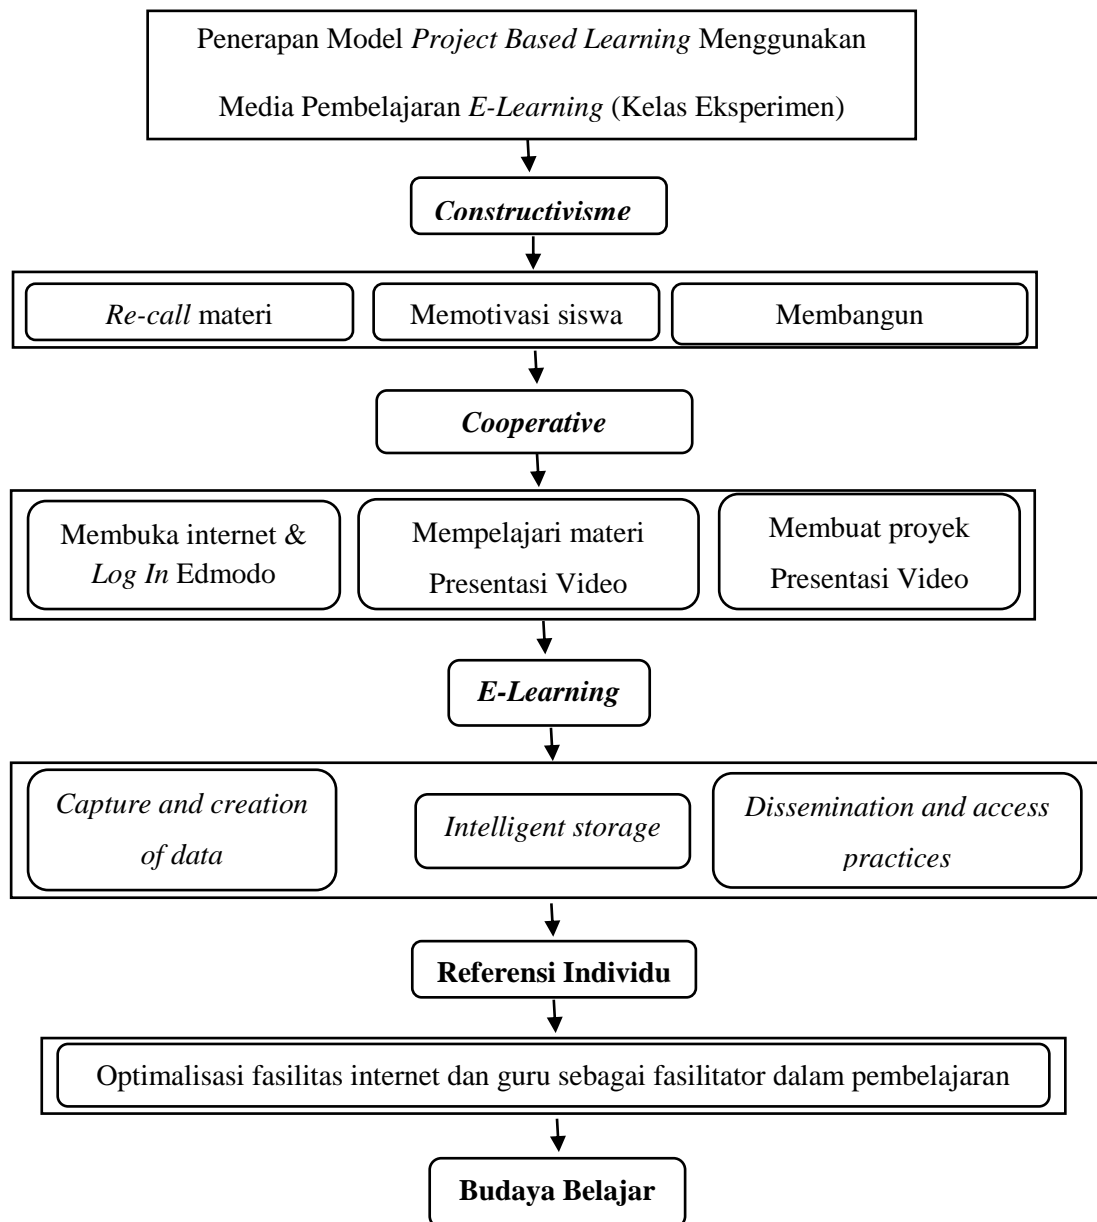 Penerapan Model Project Based Learning Menggunakan
Media Pembelajaran E-Learning (Kelas Eksperimen)
Constructivisme
Re-call materi
Memotivasi siswa
Membangun
Cooperative
Membuka internet &
Log In Edmodo
Mempelajari materi
Presentasi Video
Membuat proyek
Presentasi Video
E-Learning
Capture and creation
of data
Intelligent storage
Dissemination and access
practices
Referensi Individu
Optimalisasi fasilitas internet dan guru sebagai fasilitator dalam pembelajaran
Budaya Belajar